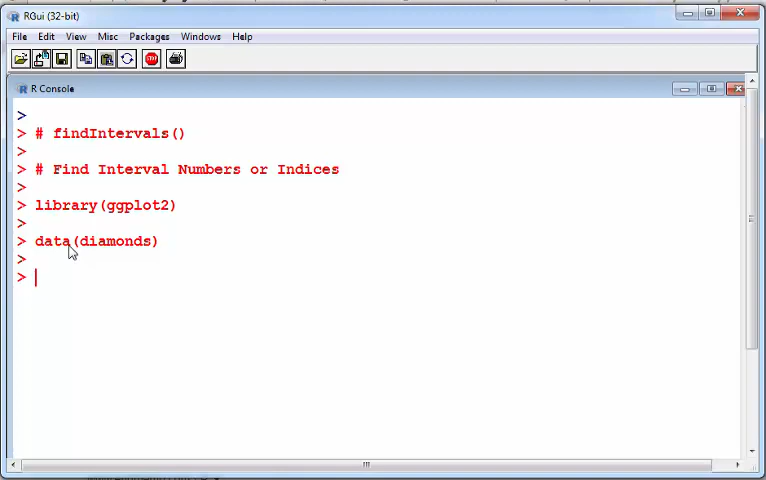 RGui (32-bit)
File Edit View Misc Packages Windows Help
STOP
R Console
>
> # findIntervals()
>
> # Find Interval Numbers or Indices
>
> library(ggplot2)
>
> data(diamonds)
>
>